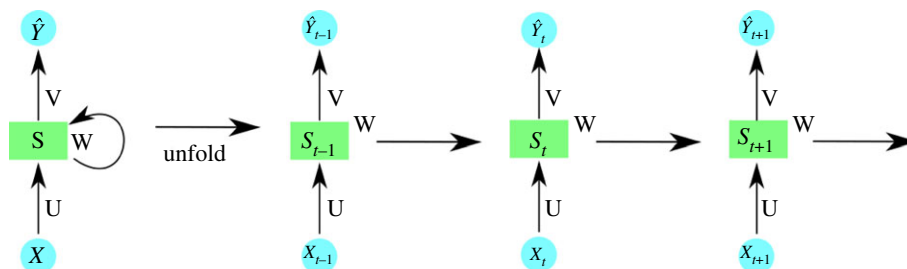 Ŷ Ŷt−1 Ŷt Ŷt+1
V V V V
S W unfold St−1 W St W St+1 W
U U U U
X Xt−1 Xt Xt+1